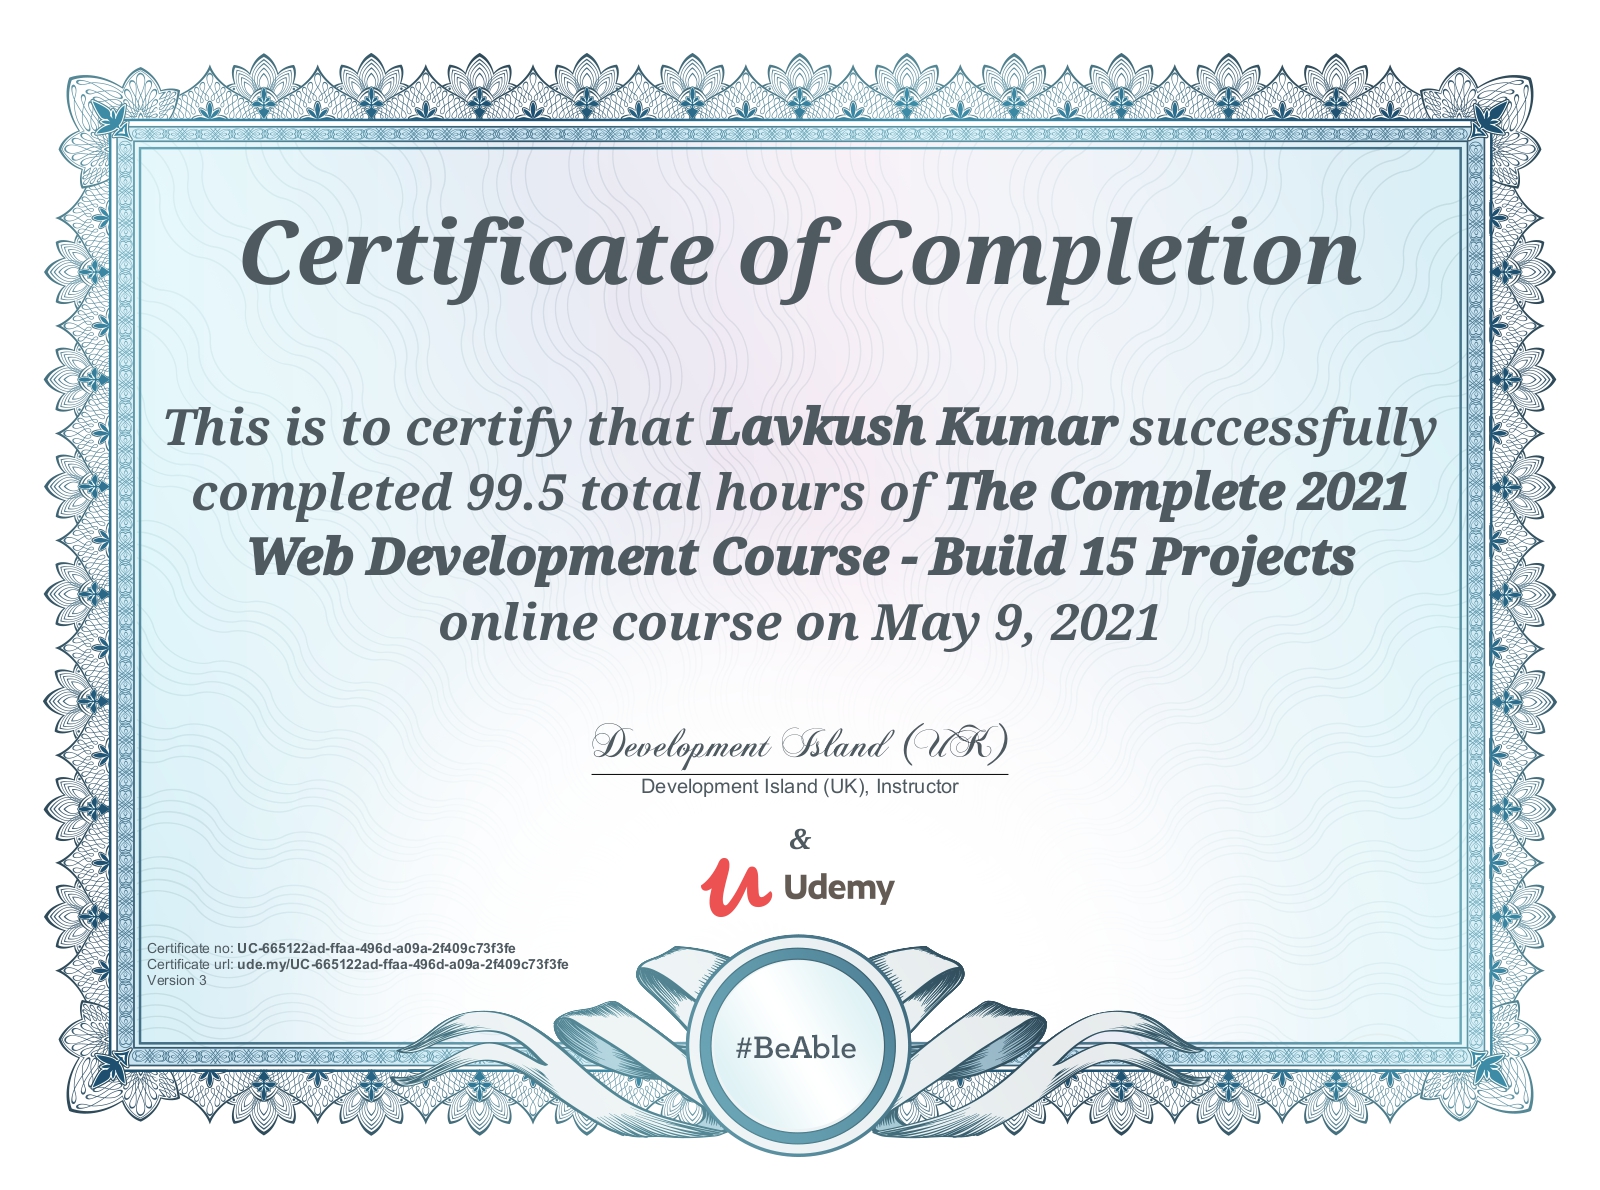 Certificate of Completion
This is to certify that Lavkush Kumar successfully
completed 99.5 total hours of The Complete 2021
Web Development Course - Build 15 Projects
online course on May 9, 2021
Development Island (UK)
Development Island (UK), Instructor
&
Udemy
Certificate no: UC-665122ad-ffaa-496d-a09a-2f409c73f3fe
Certificate url: ude.my/UC-665122ad-ffaa-496d-a09a-2f409c73f3fe
Version 3
#BeAble